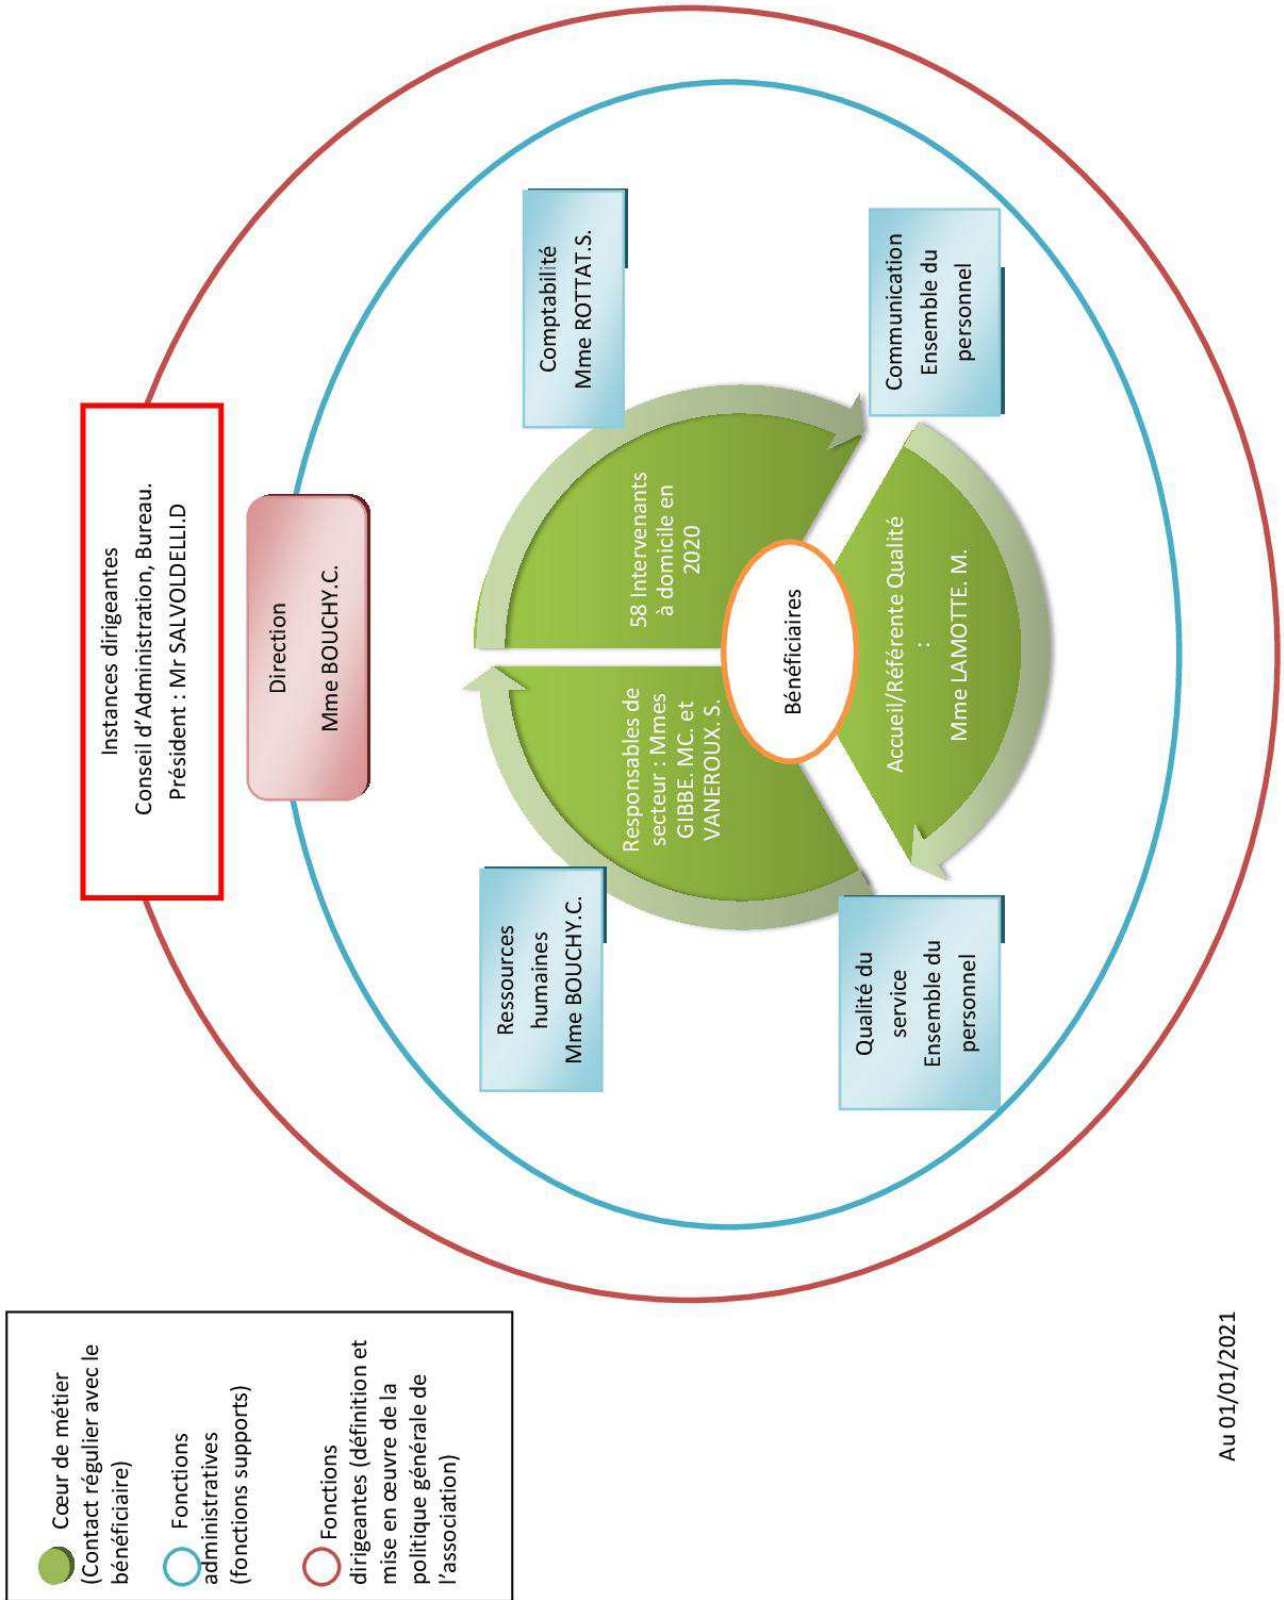 Cœur de métier
(Contact régulier avec le
bénéficiaire)
Fonctions
administratives
(fonctions supports)
Fonctions
dirigeantes (définition et
mise en œuvre de la
politique générale de
l'association)
Instances dirigeantes
Conseil d'Administration, Bureau.
Président : Mr SALVOLDELLI.D
Direction
Mme BOUCHY.C.
Ressources
humaines
Mme BOUCHY.C.
Comptabilité
Mme ROTTAT.S.
Responsables de
secteur : Mmes
GIBBE. MC. et
VANEROUX. S.
58 Intervenants
à domicile en
2020
Bénéficiaires
Accueil/Référente Qualité
:
Mme LAMOTTE. M.
Qualité du
service
Ensemble du
personnel
Communication
Ensemble du
personnel
Au 01/01/2021